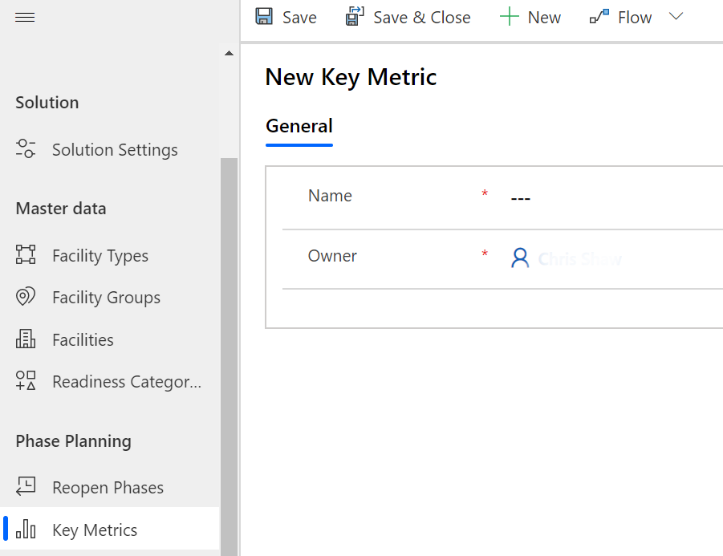 Save
Save & Close
New
Flow
New Key Metric
General
Name * ---
Owner *
Solution
Solution Settings
Master data
Facility Types
Facility Groups
Facilities
Readiness Categor...
Phase Planning
Reopen Phases
Key Metrics